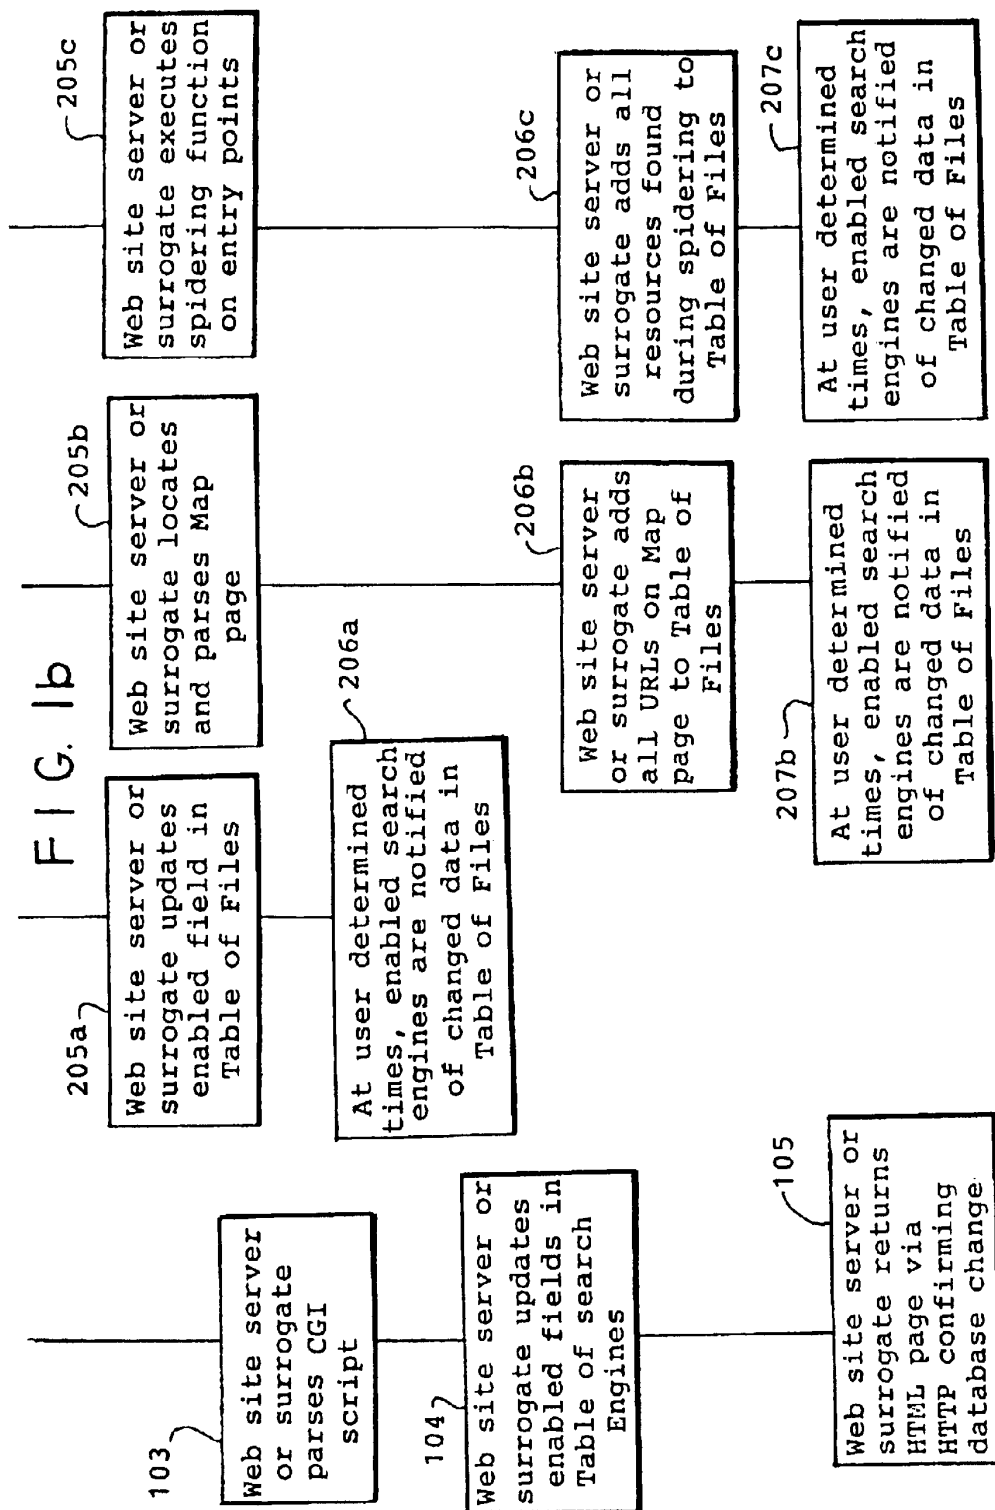 FIG. 1b
103
Web site server
or surrogate
parses CGI
script
104
Web site server or
surrogate updates
enabled fields in
Table of search
Engines
105
Web site server or
surrogate returns
HTML page via
HTTP confirming
database change
205a
Web site server or
surrogate updates
enabled field in
Table of Files
206a
At user determined
times, enabled search
engines are notified
of changed data in
Table of Files
205b
Web site server or
surrogate locates
and parses Map
page
206b
Web site server
or surrogate adds
all URLs on Map
page to Table of
Files
207b
At user determined
times, enabled search
engines are notified
of changed data in
Table of Files
205c
Web site server or
surrogate executes
spidering function
on entry points
206c
Web site server or
surrogate adds all
resources found
during spidering to
Table of Files
207c
At user determined
times, enabled search
engines are notified
of changed data in
Table of Files